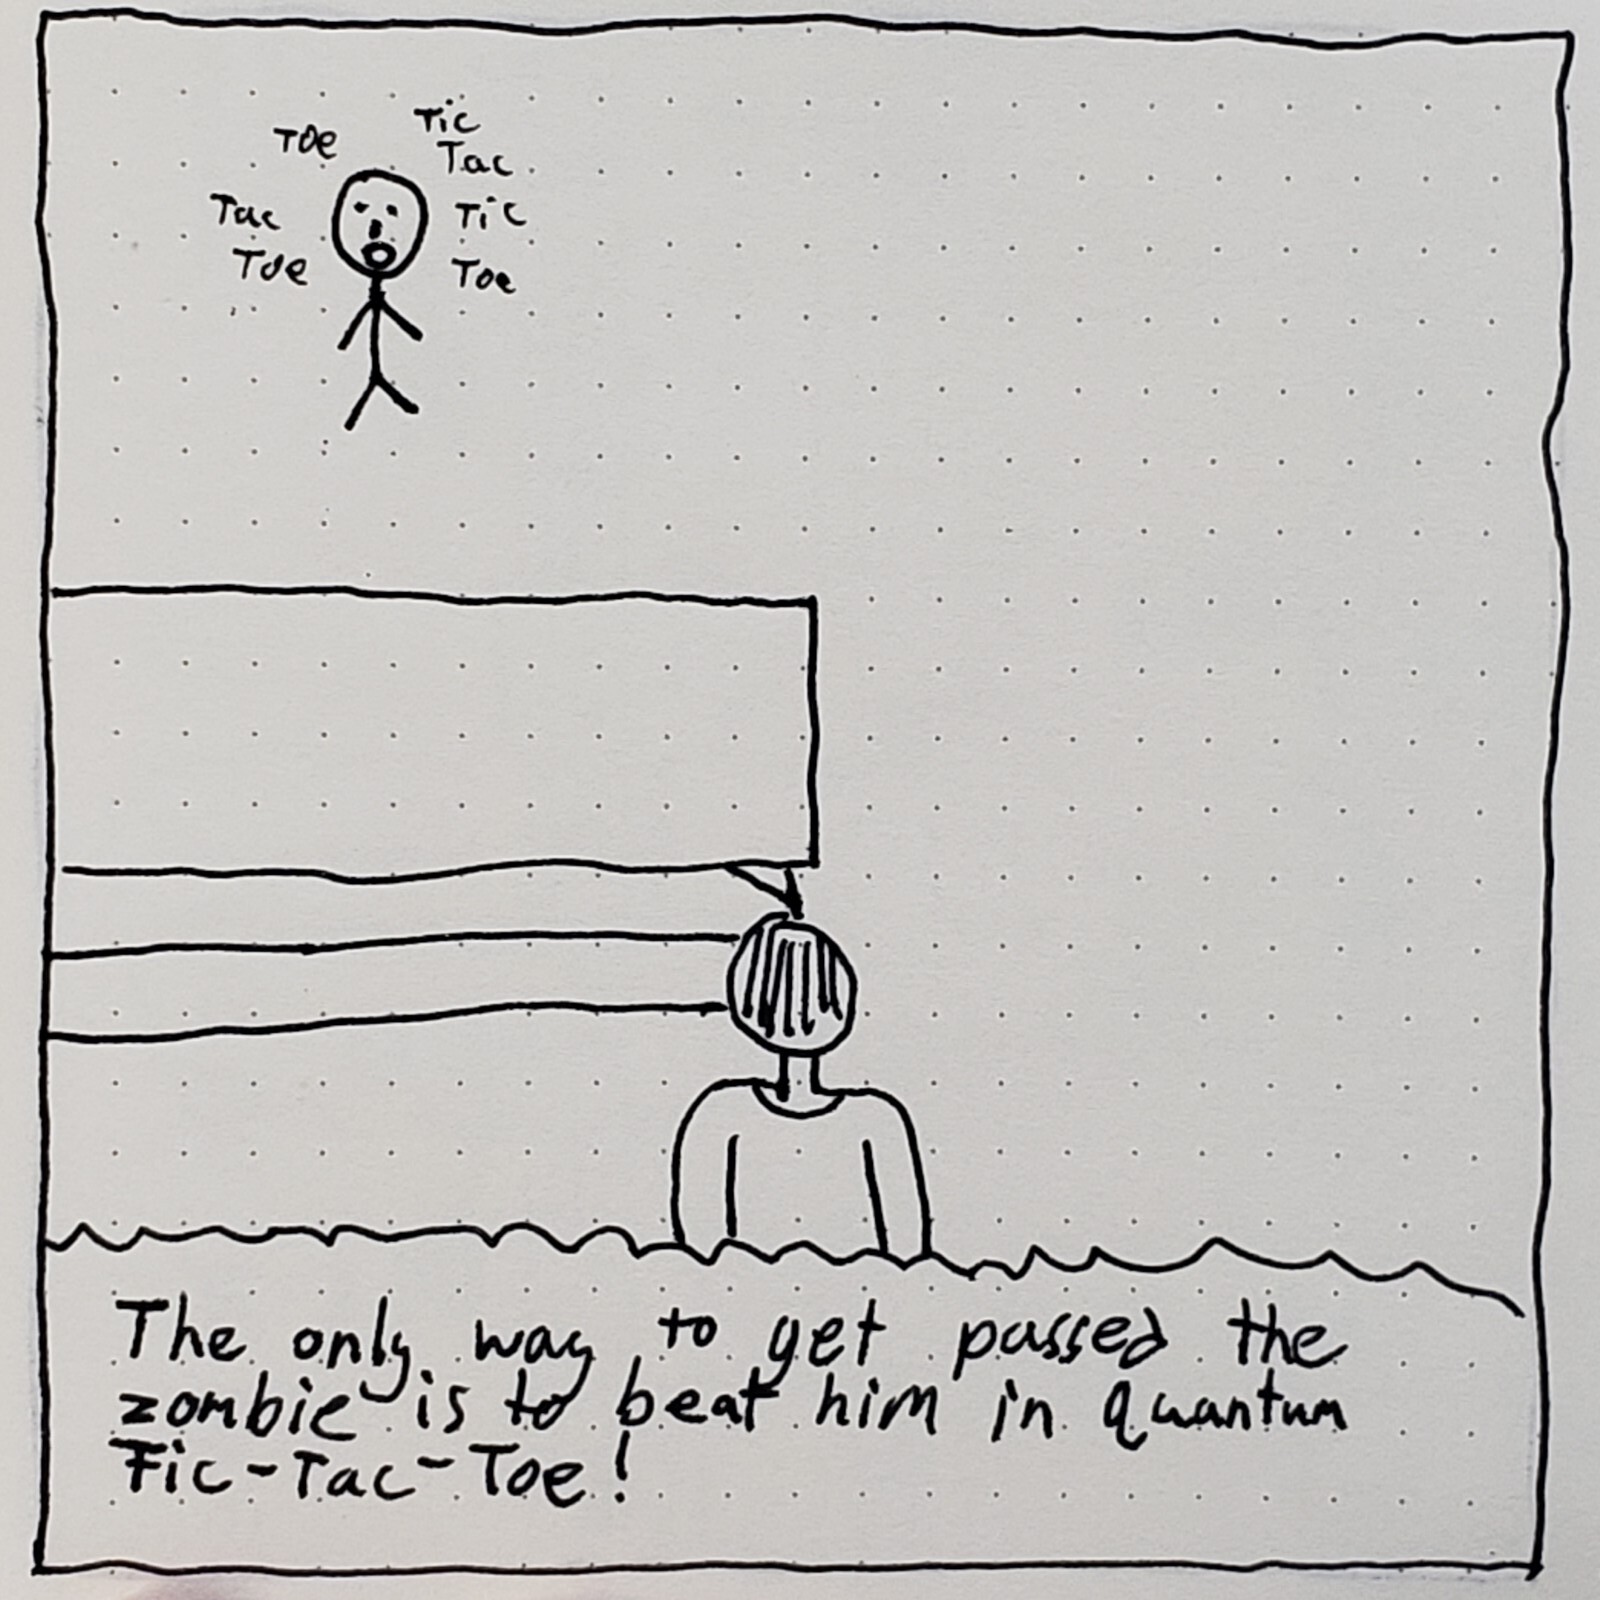 Tic
Toe
Tac
Tac
Tic
Toe
Toe
The only way to get passed the
zombie is to beat him in Quantum
Tic-Tac-Toe!